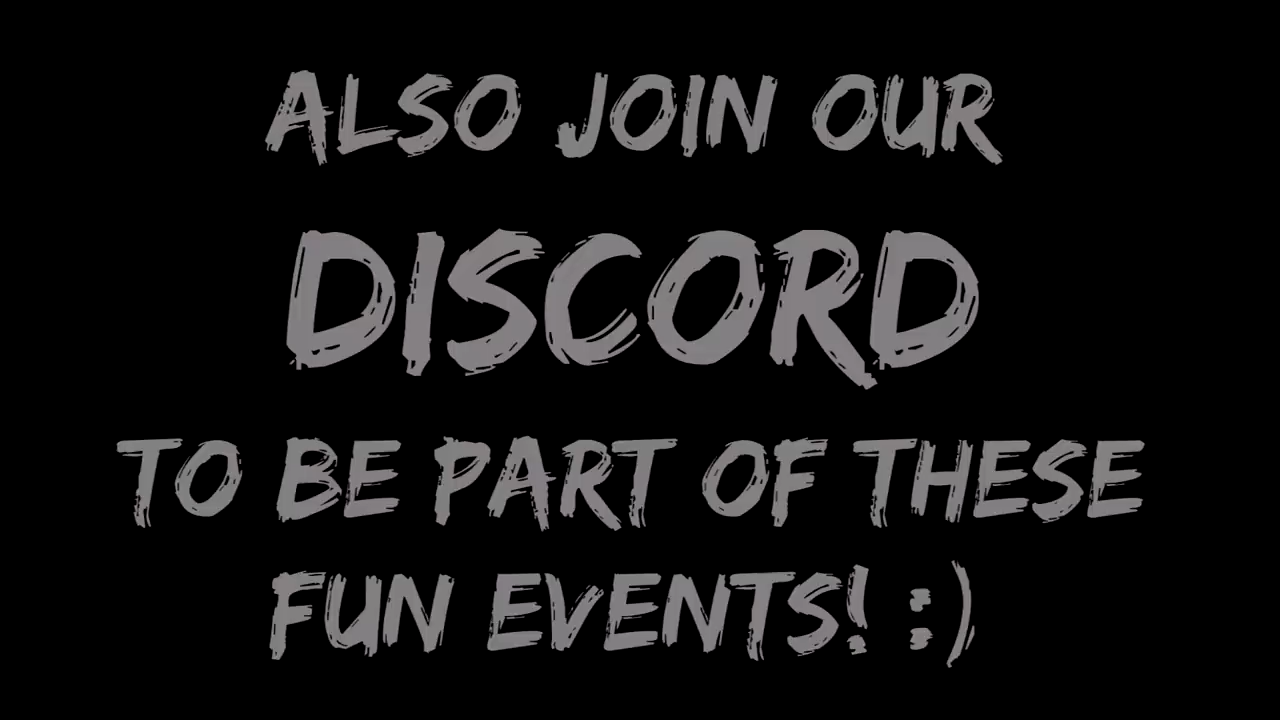 ALSO JOIN OUR
DISCORD
TO BE PART OF THESE
FUN EVENTS! :)